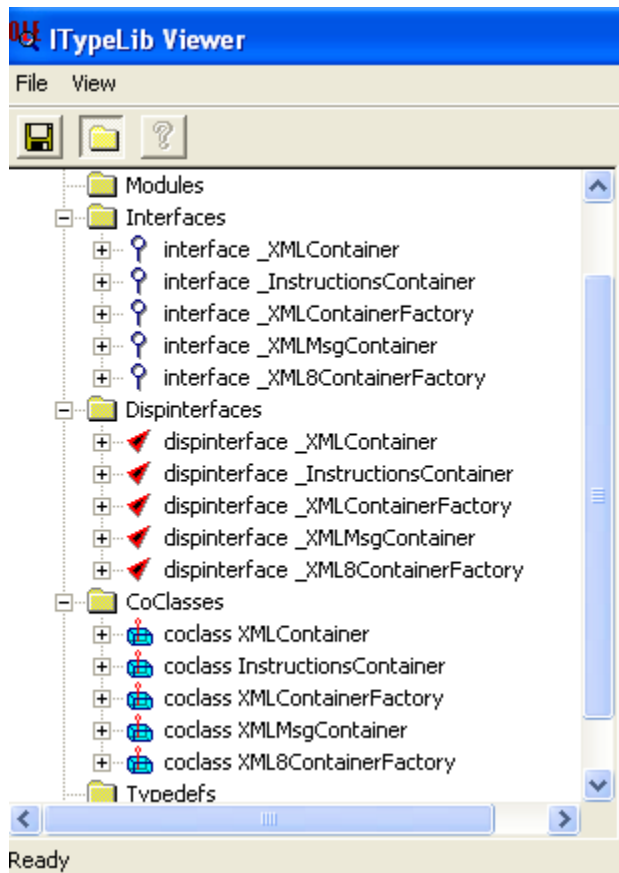 ITypeLib Viewer
File View
Modules
Interfaces
interface _XMLContainer
interface _InstructionsContainer
interface _XMLContainerFactory
interface _XMLMsgContainer
interface _XML8ContainerFactory
Dispinterfaces
dispinterface _XMLContainer
dispinterface _InstructionsContainer
dispinterface _XMLContainerFactory
dispinterface _XMLMsgContainer
dispinterface _XML8ContainerFactory
CoClasses
coclass XMLContainer
coclass InstructionsContainer
coclass XMLContainerFactory
coclass XMLMsgContainer
coclass XML8ContainerFactory
Typedefs
Ready